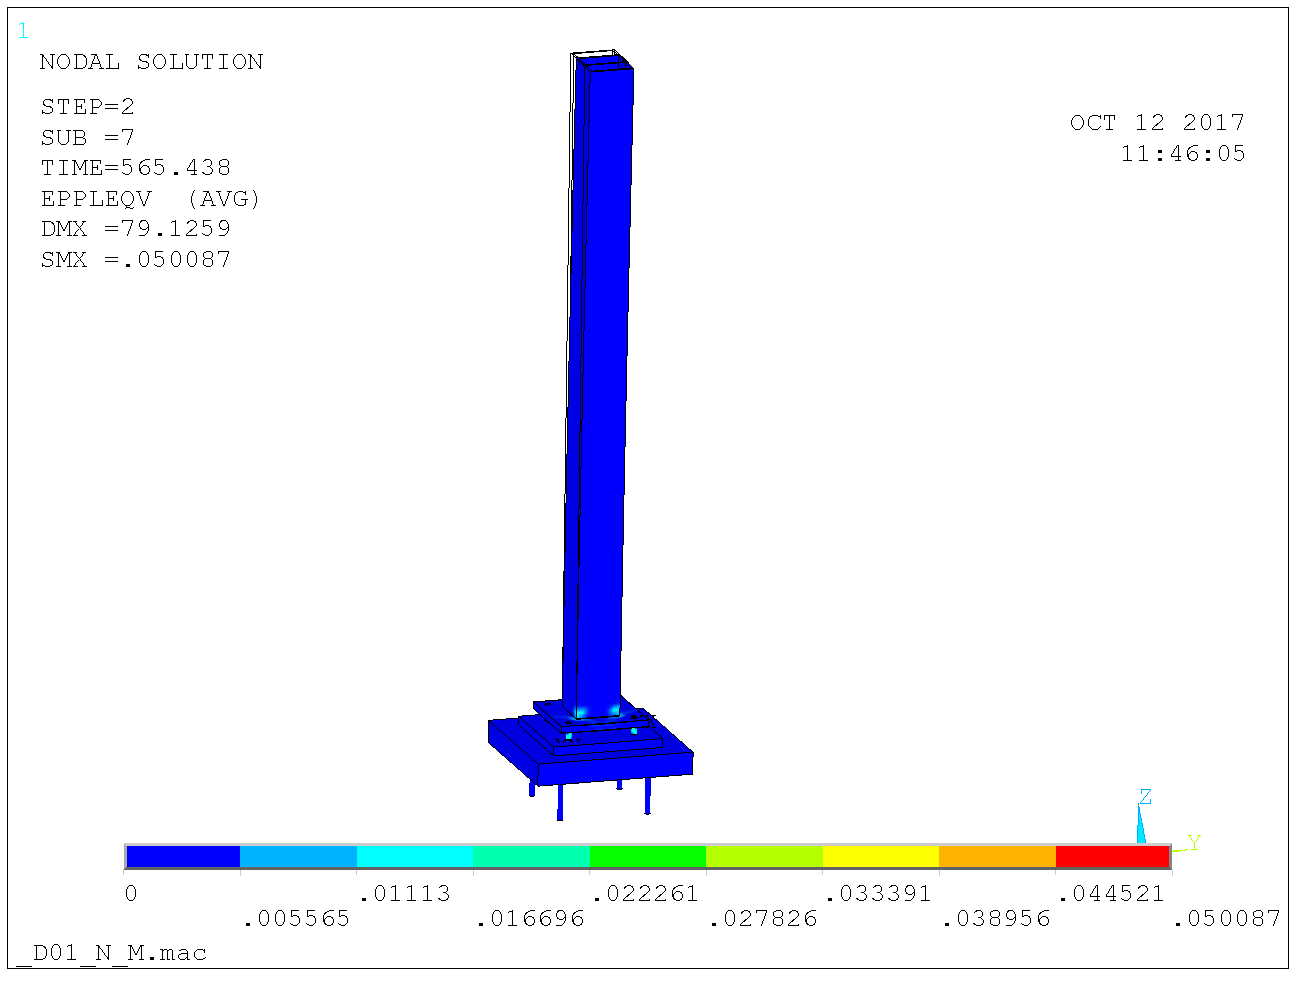 1
NODAL SOLUTION
STEP=2
SUB =7
TIME=565.438
EPPLEQV (AVG)
DMX =79.1259
SMX =.050087
OCT 12 2017
11:46:05
Z
Y
0
.005565
.01113
.016696
.022261
.027826
.033391
.038956
.044521
.050087
_D01_N_M.mac